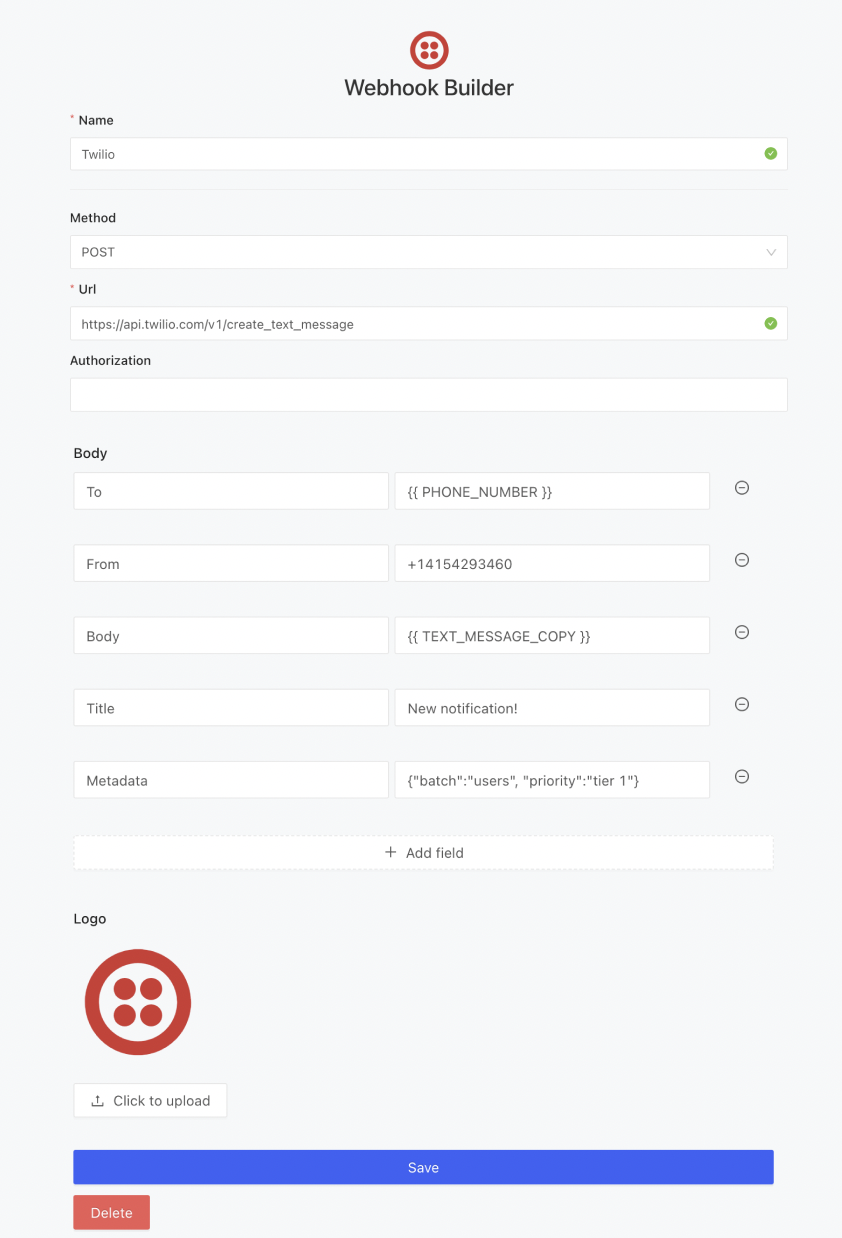 Webhook Builder
* Name
Twilio
Method
POST
* Url
https://api.twilio.com/v1/create_text_message
Authorization
Body
To {{ PHONE_NUMBER }}
From +14154293460
Body {{ TEXT_MESSAGE_COPY }}
Title New notification!
Metadata {"batch":"users", "priority":"tier 1"}
+ Add field
Logo
Click to upload
Save
Delete